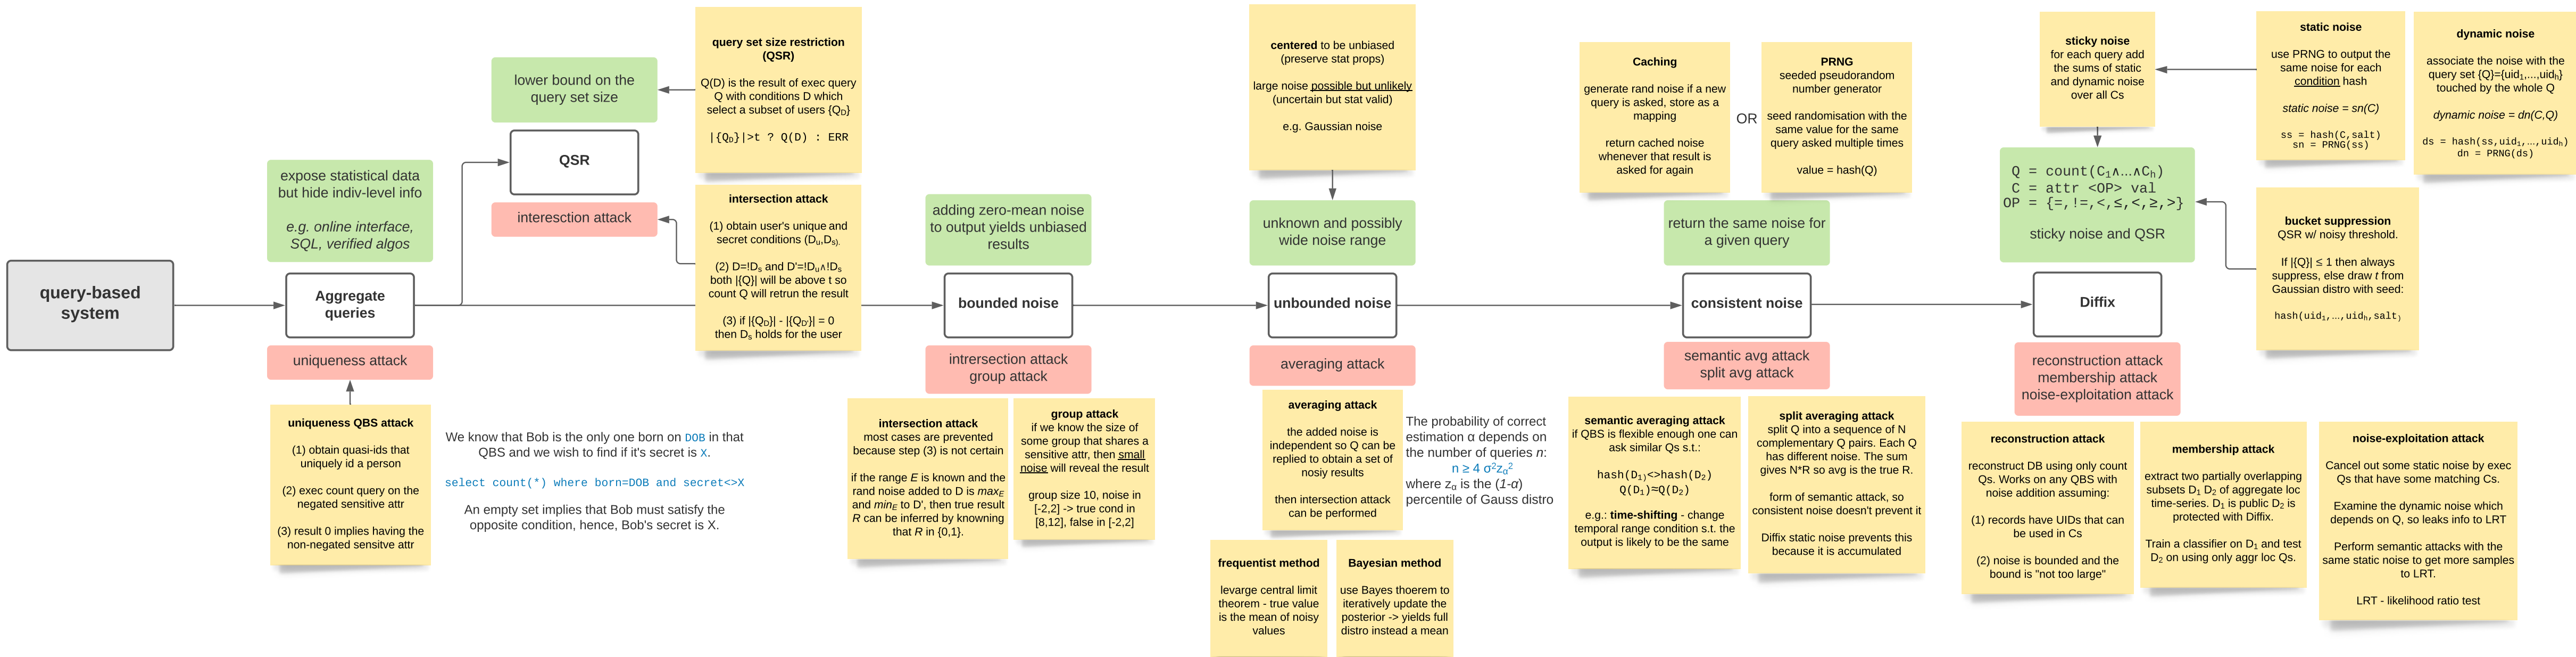 query-based
system
expose statistical data
but hide indiv-level info
e.g. online interface,
SQL, verified algos
Aggregate
queries
uniqueness attack
uniqueness QBS attack
(1) obtain quasi-ids that
uniquely id a person
(2) exec count query on the
negated sensitive attr
(3) result 0 implies having the
non-negated sensitve attr
We know that Bob is the only one born on DOB in that
QBS and we wish to find if it's secret is X.
select count(*) where born=DOB and secret<>X
An empty set implies that Bob must satisfy the
opposite condition, hence, Bob's secret is X.
lower bound on the
query set size
QSR
interesction attack
query set size restriction
(QSR)
Q(D) is the result of exec query
Q with conditions D which
select a subset of users {Q_D}
|{Q_D}|>t ? Q(D) : ERR
intersection attack
(1) obtain user's unique and
secret conditions (D_u,D_s).
(2) D=!D_s and D'=!D_u∧!D_s
both |{Q}| will be above t so
count Q will retrun the result
(3) if |{Q_D}| - |{Q_D'}| = 0
then D_s holds for the user
adding zero-mean noise
to output yields unbiased
results
bounded noise
intrersection attack
group attack
intersection attack
most cases are prevented
because step (3) is not certain
if the range E is known and the
rand noise added to D is max_E
and min_E to D', then true result
R can be inferred by knowning
that R in {0,1}.
group attack
if we know the size of
some group that shares a
sensitive attr, then small
noise will reveal the result
group size 10, noise in
[-2,2] -> true cond in
[8,12], false in [-2,2]
centered to be unbiased
(preserve stat props)
large noise possible but unlikely
(uncertain but stat valid)
e.g. Gaussian noise
unknown and possibly
wide noise range
unbounded noise
averaging attack
averaging attack
the added noise is
independent so Q can be
replied to obtain a set of
nosiy results
then intersection attack
can be performed
The probability of correct
estimation α depends on
the number of queries n:
n ≥ 4 σ²z_α²
where z_α is the (1-α)
percentile of Gauss distro
frequentist method
levarge central limit
theorem - true value
is the mean of noisy
values
Bayesian method
use Bayes thoerem to
iteratively update the
posterior -> yields full
distro instead a mean
Caching
generate rand noise if a new
query is asked, store as a
mapping
return cached noise
whenever that result is
asked for again
OR
PRNG
seeded pseudorandom
number generator
seed randomisation with the
same value for the same
query asked multiple times
value = hash(Q)
return the same noise for
a given query
consistent noise
semantic avg attack
split avg attack
semantic averaging attack
if QBS is flexible enough one can
ask similar Qs s.t.:
hash(D₁)<>hash(D₂)
Q(D₁)≈Q(D₂)
e.g.: time-shifting - change
temporal range condition s.t. the
output is likely to be the same
split averaging attack
split Q into a sequence of N
complementary Q pairs. Each Q
has different noise. The sum
gives N*R so avg is the true R.
form of semantic attack, so
consistent noise doesn't prevent it
Diffix static noise prevents this
because it is accumulated
sticky noise
for each query add
the sums of static
and dynamic noise
over all Cs
static noise
use PRNG to output the
same noise for each
condition hash
static noise = sn(C)
ss = hash(C,salt)
sn = PRNG(ss)
dynamic noise
associate the noise with the
query set {Q}={uid₁,...,uid_h}
touched by the whole Q
dynamic noise = dn(C,Q)
ds = hash(ss,uid₁,...,uid_h)
dn = PRNG(ds)
Q = count(C₁∧...∧C_h)
C = attr <OP> val
OP = {=,!=,<,≤,<,≥,>}
sticky noise and QSR
bucket suppression
QSR w/ noisy threshold.
If |{Q}| ≤ 1 then always
suppress, else draw t from
Gaussian distro with seed:
hash(uid₁,...,uid_h,salt)
Diffix
reconstruction attack
membership attack
noise-exploitation attack
reconstruction attack
reconstruct DB using only count
Qs. Works on any QBS with
noise addition assuming:
(1) records have UIDs that can
be used in Cs
(2) noise is bounded and the
bound is "not too large"
membership attack
extract two partially overlapping
subsets D₁ D₂ of aggregate loc
time-series. D₁ is public D₂ is
protected with Diffix.
Train a classifier on D₁ and test
D₂ on using only aggr loc Qs.
noise-exploitation attack
Cancel out some static noise by exec
Qs that have some matching Cs.
Examine the dynamic noise which
depends on Q, so leaks info to LRT
Perform semantic attacks with the
same static noise to get more samples
to LRT.
LRT - likelihood ratio test